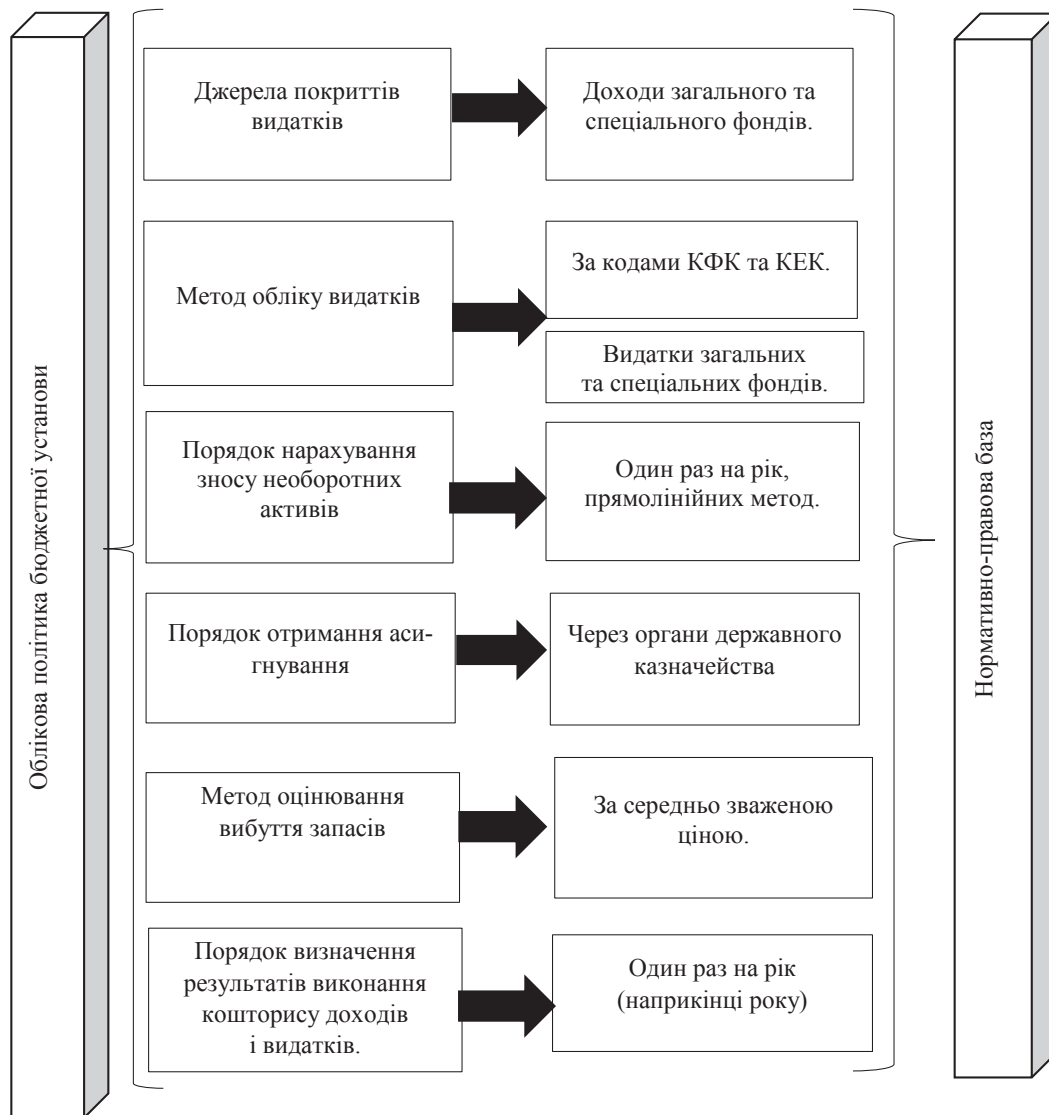 Облікова політика бюджетної установи
Джерела покриттів
видатків
Доходи загального та
спеціального фондів.
Метод обліку видатків
За кодами КФК та КЕК.
Видатки загальних
та спеціальних фондів.
Порядок нарахування
зносу необоротних
активів
Один раз на рік,
прямолінійних метод.
Порядок отримання аси-
гнування
Через органи державного
казначейства
Метод оцінювання
вибуття запасів
За середньо зваженою
ціною.
Порядок визначення
результатів виконання
кошторису доходів
і видатків.
Один раз на рік
(наприкінці року)
Нормативно-правова база